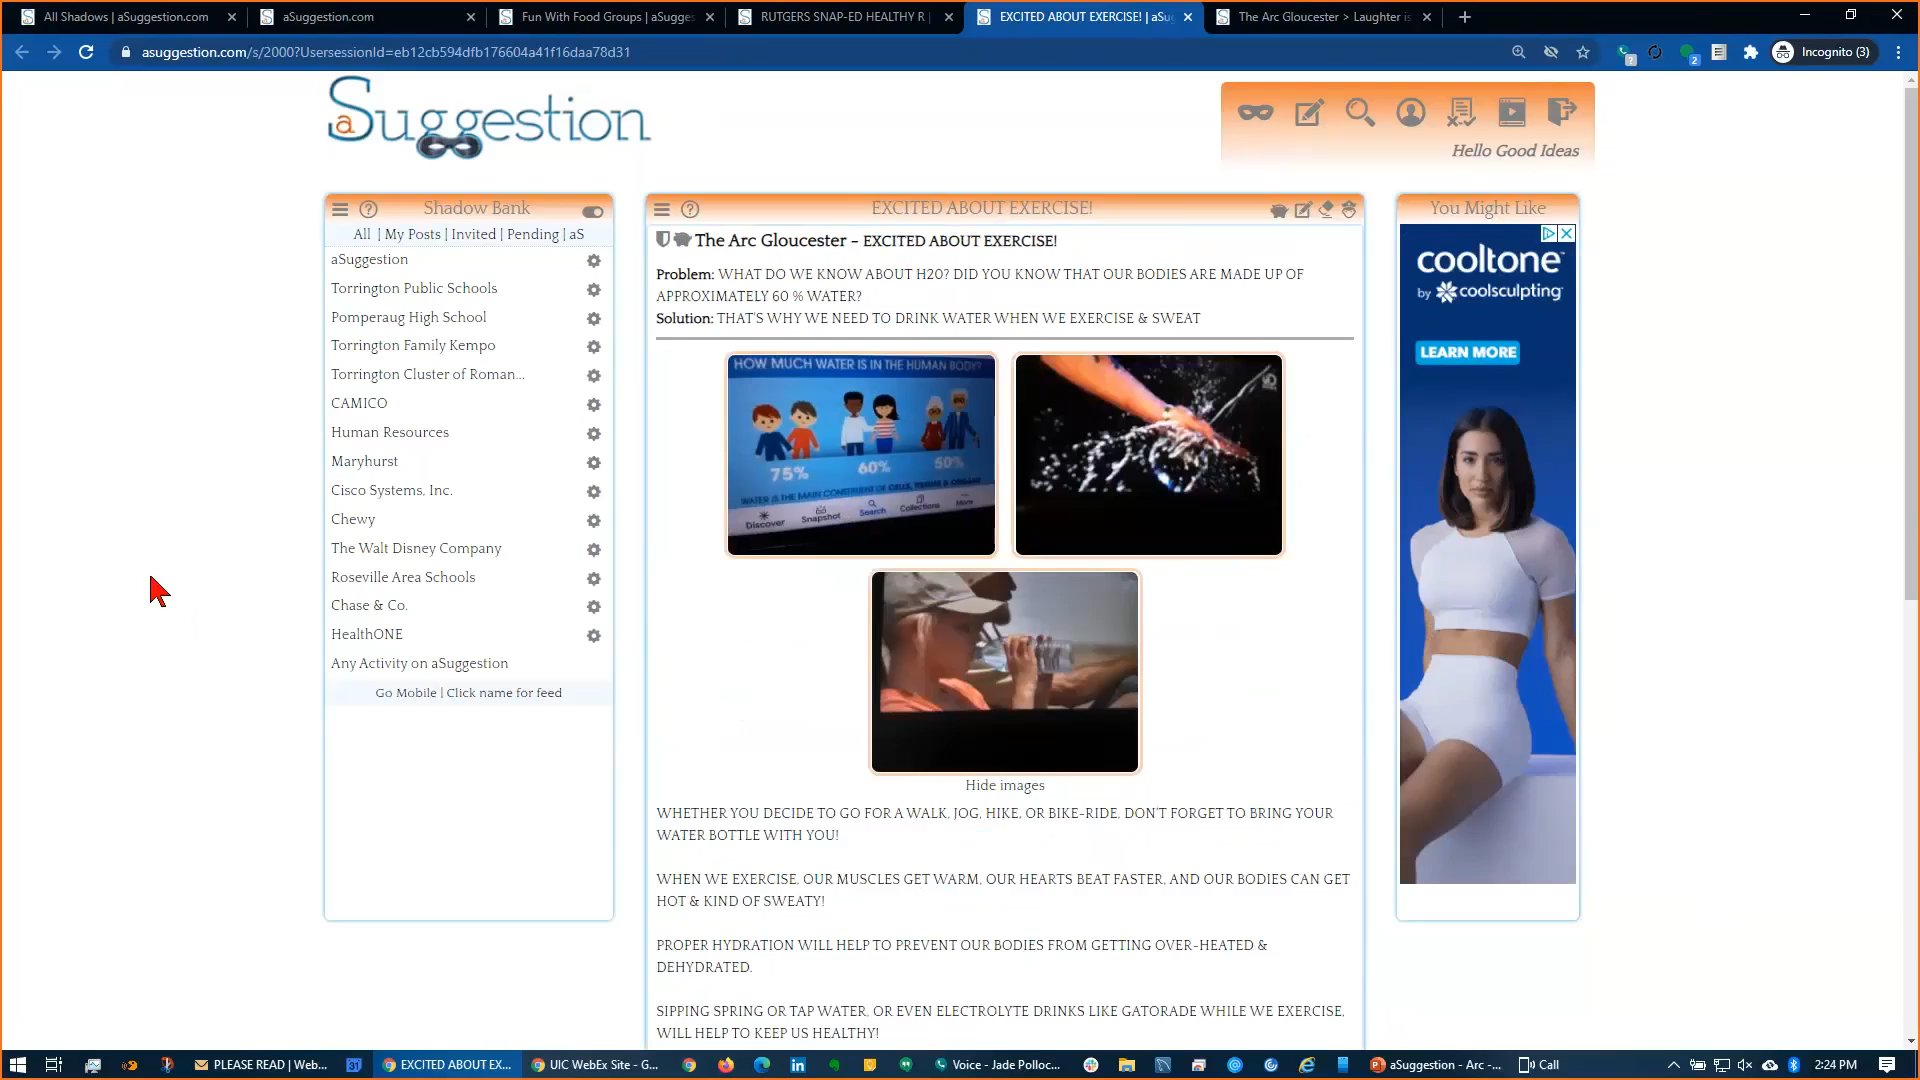 All Shadows | aSuggestion.com
aSuggestion.com
Fun With Food Groups | aSugges
RUTGERS SNAP-ED HEALTHY R |
EXCITED ABOUT EXERCISE! | aSu
The Arc Gloucester > Laughter is
asuggestion.com/s/2000?UsersessionId=eb12cb594dfb176604a41f16daa78d31
Incognito (3)
aSuggestion
Hello Good Ideas
Shadow Bank
All | My Posts | Invited | Pending | aS
aSuggestion
Torrington Public Schools
Pomperaug High School
Torrington Family Kempo
Torrington Cluster of Roman...
CAMICO
Human Resources
Maryhurst
Cisco Systems, Inc.
Chewy
The Walt Disney Company
Roseville Area Schools
Chase & Co.
HealthONE
Any Activity on aSuggestion
Go Mobile | Click name for feed
EXCITED ABOUT EXERCISE!
The Arc Gloucester - EXCITED ABOUT EXERCISE!
Problem: WHAT DO WE KNOW ABOUT H20? DID YOU KNOW THAT OUR BODIES ARE MADE UP OF
APPROXIMATELY 60 % WATER?
Solution: THAT'S WHY WE NEED TO DRINK WATER WHEN WE EXERCISE & SWEAT
HOW MUCH WATER IS IN THE HUMAN BODY?
75% 60% 50%
WATER IS THE MAIN CONSTITUENT OF CELLS, TISSUE &
Discover Snapshot Search Collections More
Hide images
WHETHER YOU DECIDE TO GO FOR A WALK, JOG, HIKE, OR BIKE-RIDE, DON'T FORGET TO BRING YOUR
WATER BOTTLE WITH YOU!
WHEN WE EXERCISE, OUR MUSCLES GET WARM, OUR HEARTS BEAT FASTER, AND OUR BODIES CAN GET
HOT & KIND OF SWEATY!
PROPER HYDRATION WILL HELP TO PREVENT OUR BODIES FROM GETTING OVER-HEATED &
DEHYDRATED.
SIPPING SPRING OR TAP WATER, OR EVEN ELECTROLYTE DRINKS LIKE GATORADE WHILE WE EXERCISE,
WILL HELP TO KEEP US HEALTHY!
You Might Like
cooltone™
by coolsculpting
LEARN MORE
PLEASE READ | Web...
31
EXCITED ABOUT EX...
UIC WebEx Site - G...
Voice - Jade Polloc...
aSuggestion - Arc -...
Call
2:24 PM